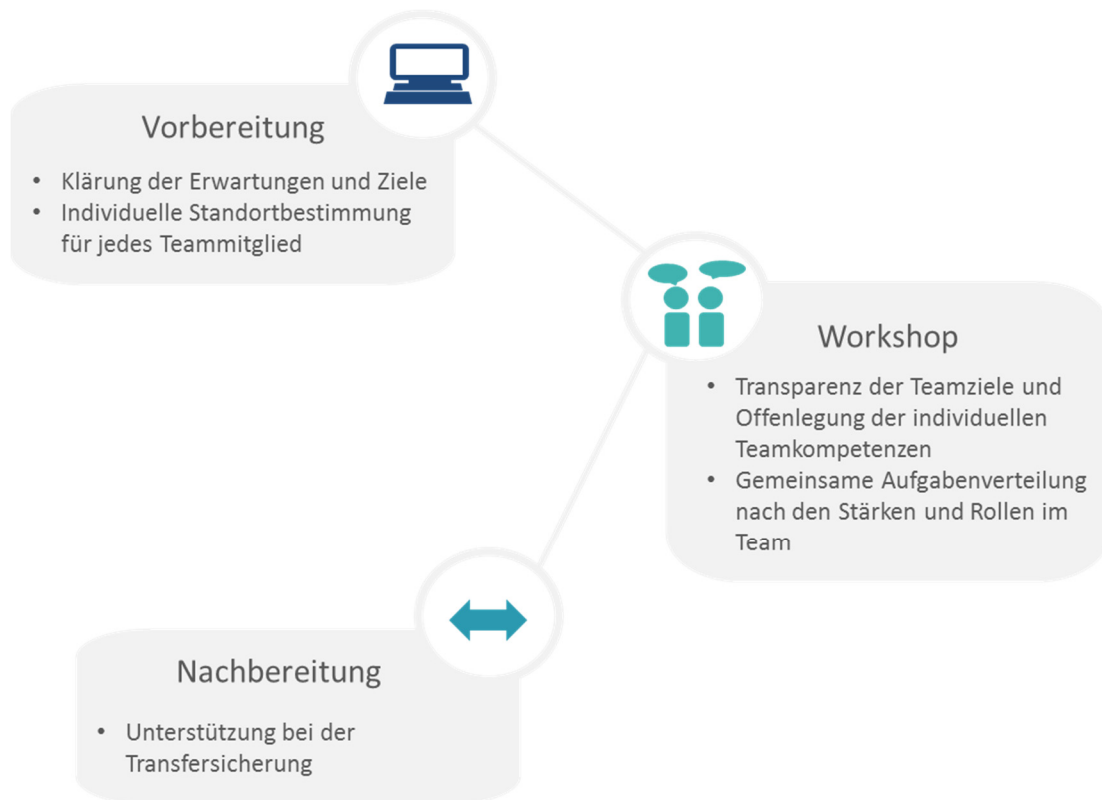 Vorbereitung
• Klärung der Erwartungen und Ziele
• Individuelle Standortbestimmung
für jedes Teammitglied
Workshop
• Transparenz der Teamziele und
Offenlegung der individuellen
Teamkompetenzen
• Gemeinsame Aufgabenverteilung
nach den Stärken und Rollen im
Team
Nachbereitung
• Unterstützung bei der
Transfersicherung